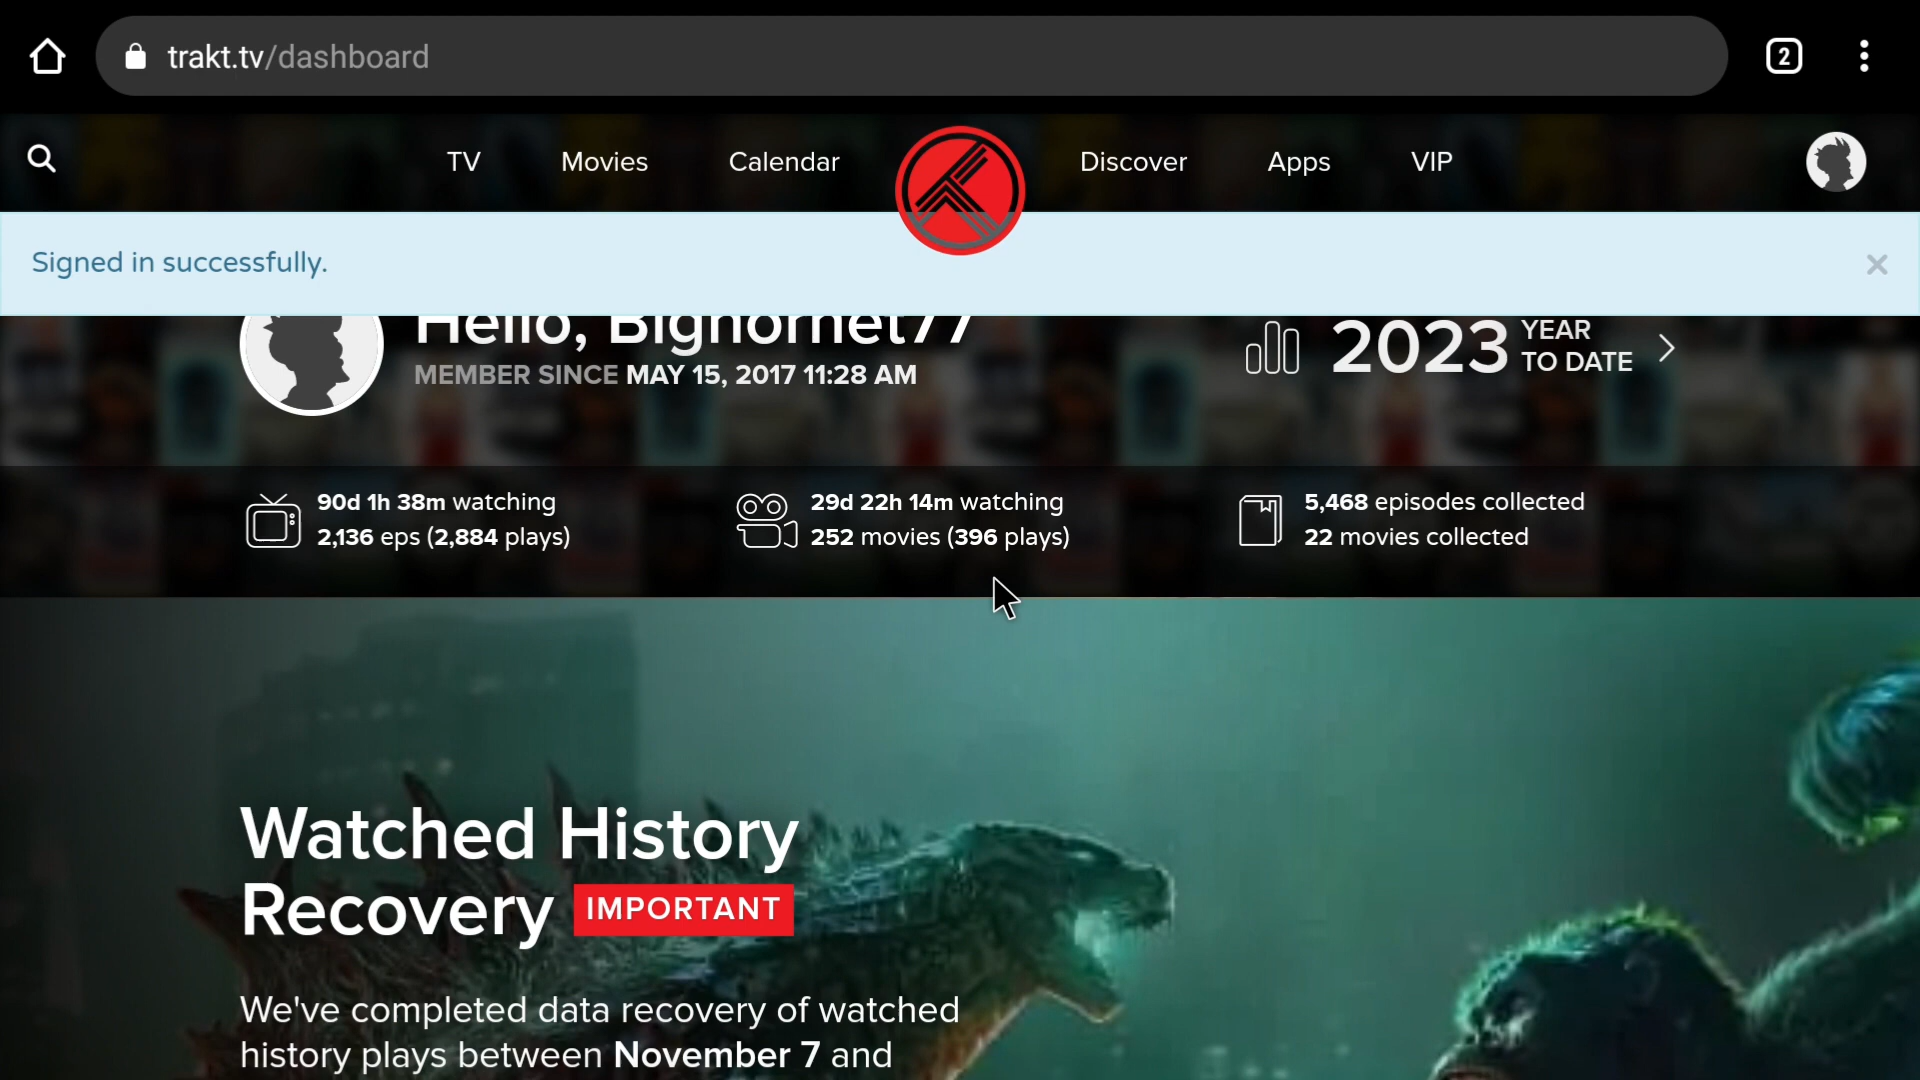 trakt.tv/dashboard
2
TV
Movies
Calendar
Discover
Apps
VIP
Signed in successfully.
Hello, Bighornet77
MEMBER SINCE MAY 15, 2017 11:28 AM
2023 YEAR
TO DATE
90d 1h 38m watching
2,136 eps (2,884 plays)
29d 22h 14m watching
252 movies (396 plays)
5,468 episodes collected
22 movies collected
Watched History
Recovery IMPORTANT
We've completed data recovery of watched
history plays between November 7 and